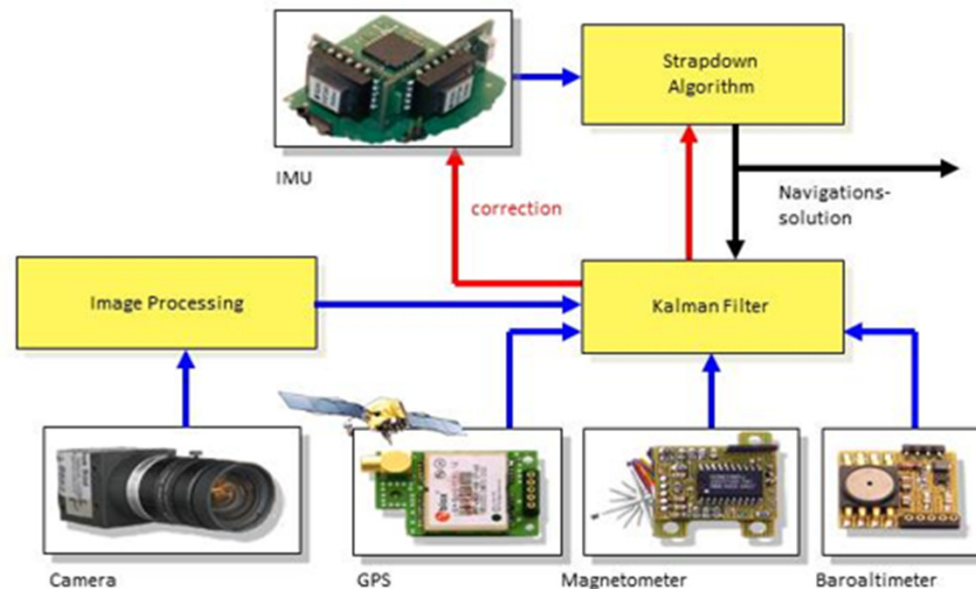 Strapdown
Algorithm
IMU
correction
Navigations-
solution
Image Processing
Kalman Filter
Camera
GPS
Magnetometer
Baroaltimeter